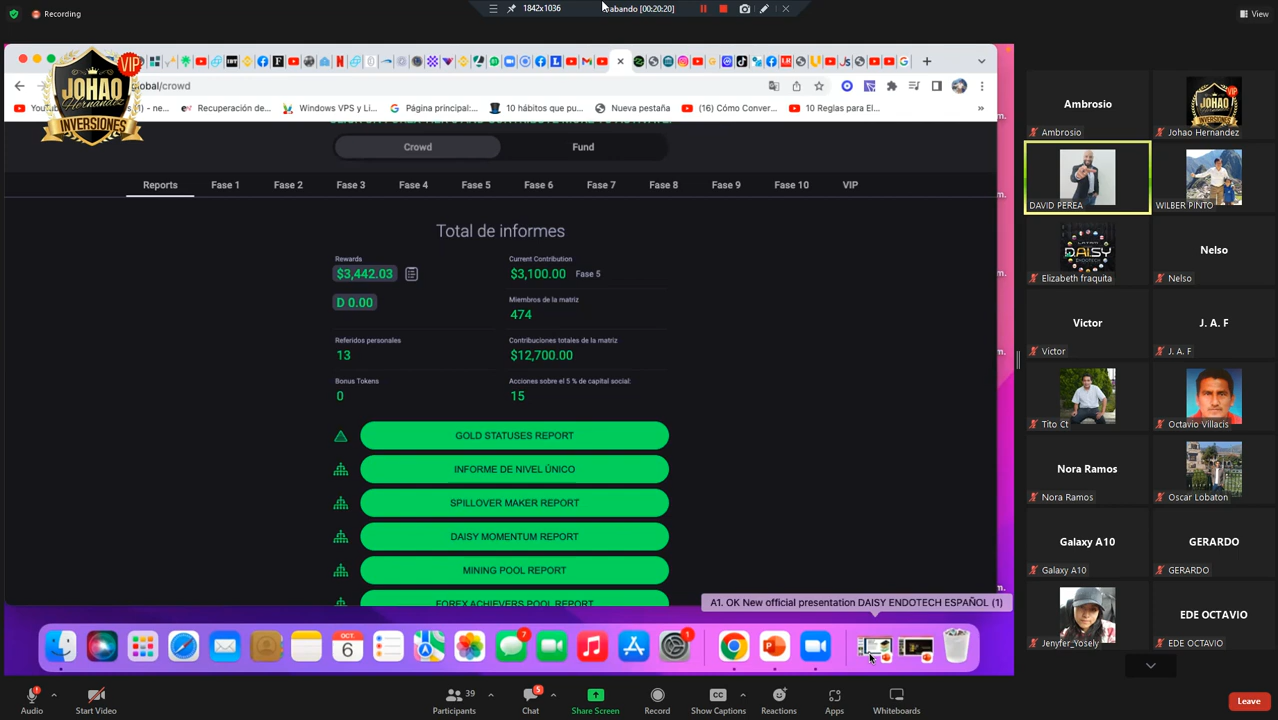 Recording
1842x1036
abando [00:20:20]
View
JOHAO
Hernández
VIP
INVERSIONES
lobal/crowd
Recuperación de...
Windows VPS y Li...
Página principal:...
10 hábitos que pu...
Nueva pestaña
(16) Cómo Conver...
10 Reglas para El...
»
Crowd
Fund
Reports
Fase 1
Fase 2
Fase 3
Fase 4
Fase 5
Fase 6
Fase 7
Fase 8
Fase 9
Fase 10
VIP
Total de informes
Rewards
$3,442.03
D 0.00
Current Contribution
$3,100.00 Fase 5
Miembros de la matriz
474
Referidos personales
13
Contribuciones totales de la matriz
$12,700.00
Bonus Tokens
0
Acciones sobre el 5 % de capital social:
15
GOLD STATUSES REPORT
INFORME DE NIVEL ÚNICO
SPILLOVER MAKER REPORT
DAISY MOMENTUM REPORT
MINING POOL REPORT
FOREX ACHIEVERS POOL REPORT
A1. OK New official presentation DAISY ENDOTECH ESPAÑOL (1)
OCT.
6
7
1
Ambrosio
Ambrosio
Johao Hernández
DAVID PEREA
WILBER PINTO
DAISY
Elizabeth fraquita
Nelso
Nelso
Victor
Victor
J. A. F
J. A. F
Tito Ct
Octavio Villacis
Nora Ramos
Nora Ramos
Oscar Lobaton
Galaxy A10
Galaxy A10
GERARDO
GERARDO
Jenyfer_Yosely
EDE OCTAVIO
EDE OCTAVIO
Audio
Start Video
Participants
39
Chat
5
Share Screen
Record
CC
Show Captions
Reactions
Apps
Whiteboards
Leave